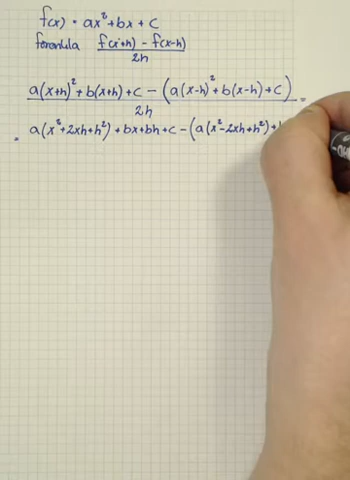 f(x) = ax² + bx + c
formula f(x+h) - f(x-h) / 2h
a(x+h)² + b(x+h) + c - (a(x-h)² + b(x-h) + c) / 2h =
= a(x² + 2xh + h²) + bx + bh + c - (a(x² - 2xh + h²) +